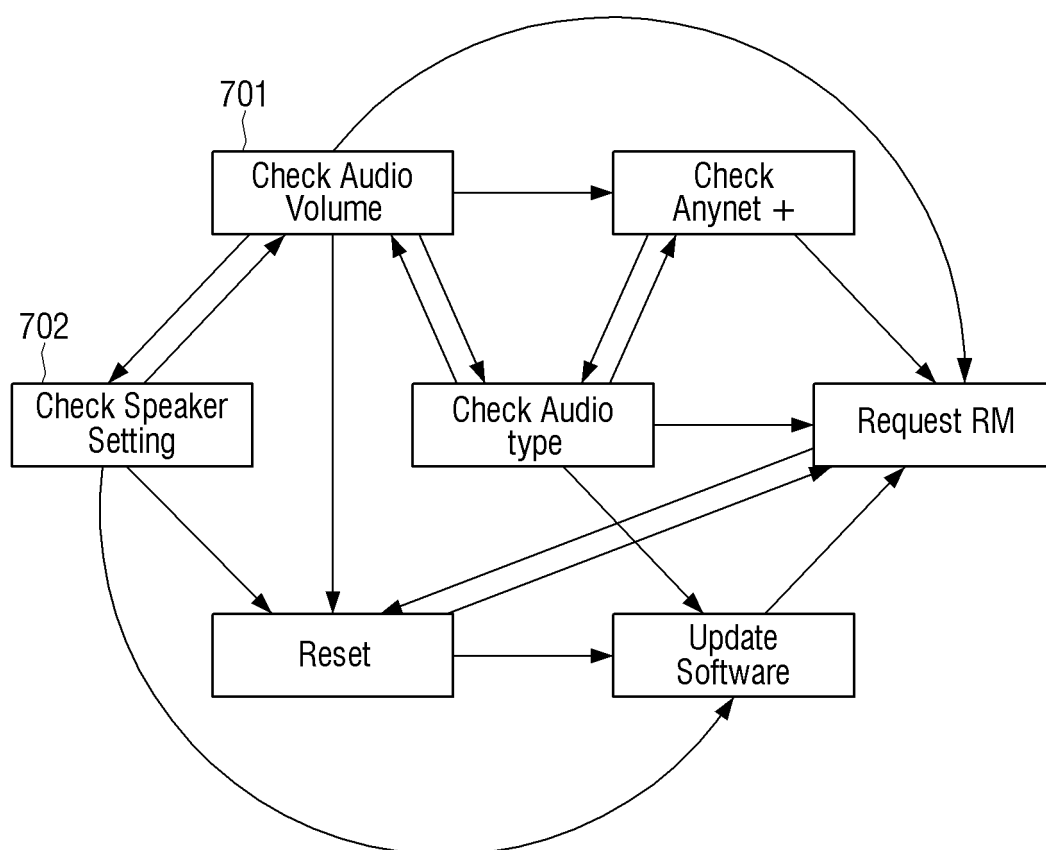 701
Check Audio
Volume
Check
Anynet +
702
Check Speaker
Setting
Check Audio
type
Request RM
Reset
Update
Software